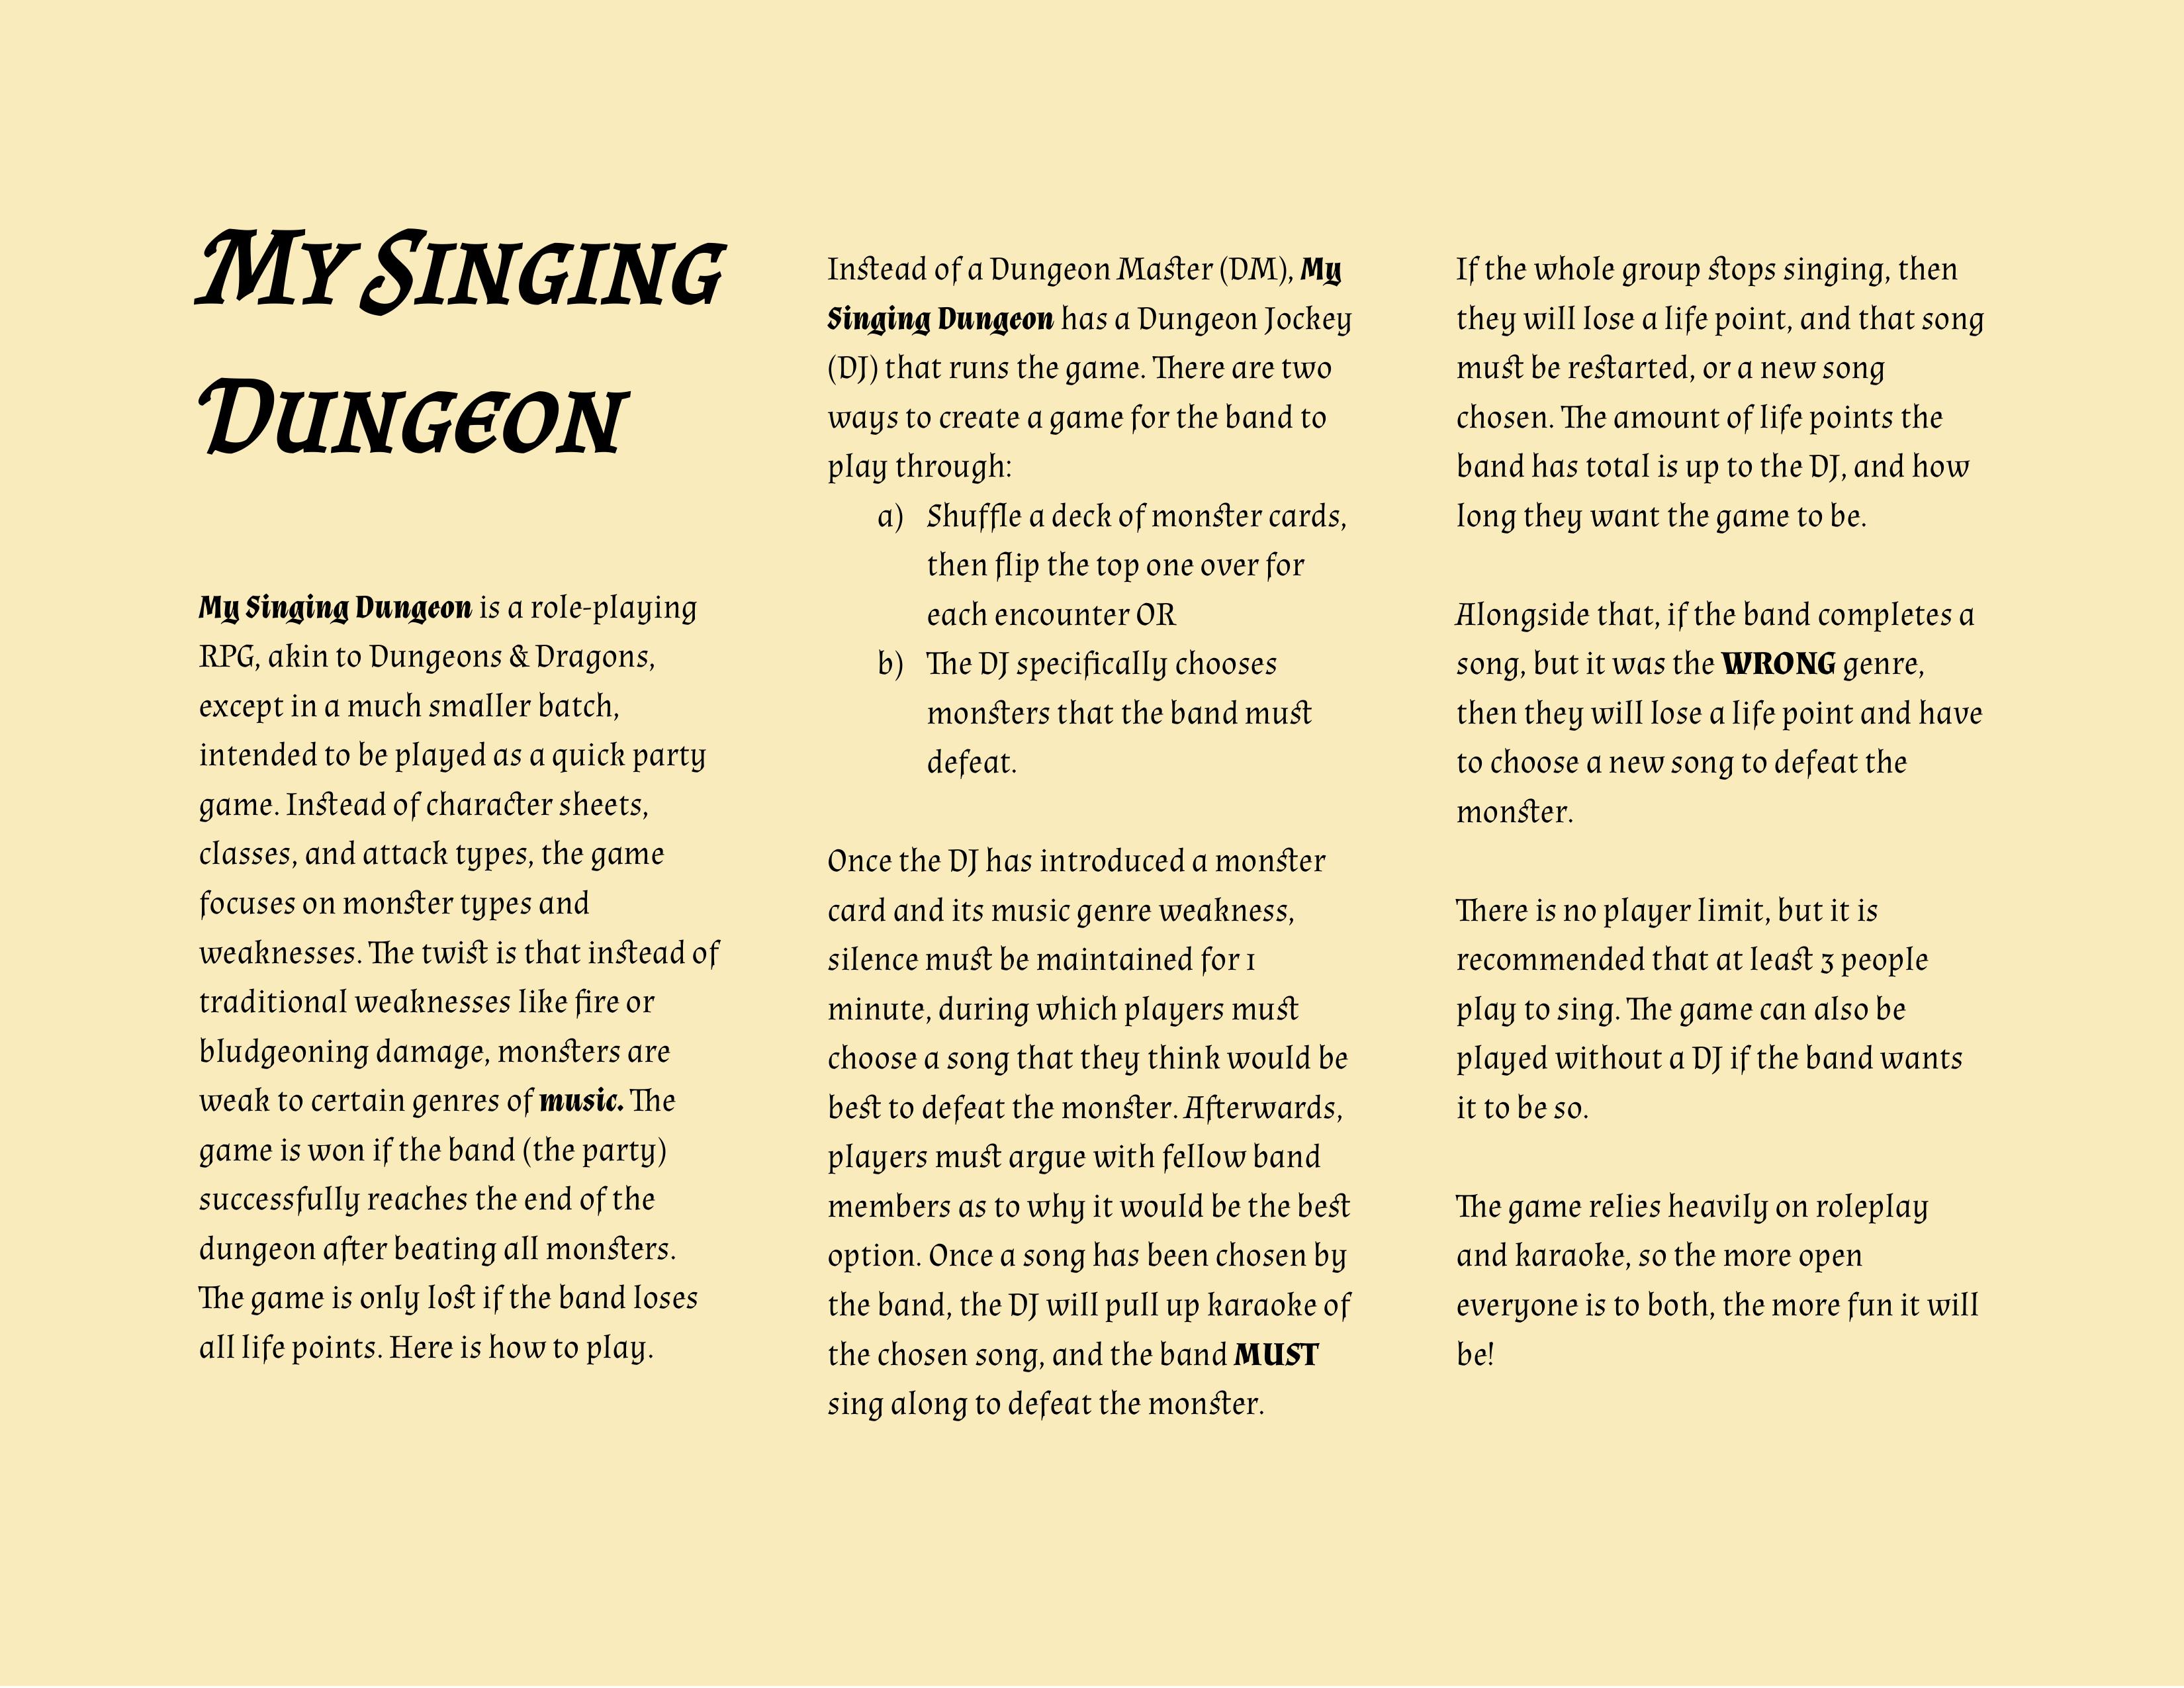 My Singing
Dungeon
My Singing Dungeon is a role-playing
RPG, akin to Dungeons & Dragons,
except in a much smaller batch,
intended to be played as a quick party
game. Instead of character sheets,
classes, and attack types, the game
focuses on monster types and
weaknesses. The twist is that instead of
traditional weaknesses like fire or
bludgeoning damage, monsters are
weak to certain genres of music. The
game is won if the band (the party)
successfully reaches the end of the
dungeon after beating all monsters.
The game is only lost if the band loses
all life points. Here is how to play.
Instead of a Dungeon Master (DM), My
Singing Dungeon has a Dungeon Jockey
(DJ) that runs the game. There are two
ways to create a game for the band to
play through:
a) Shuffle a deck of monster cards,
then flip the top one over for
each encounter OR
b) The DJ specifically chooses
monsters that the band must
defeat.
Once the DJ has introduced a monster
card and its music genre weakness,
silence must be maintained for 1
minute, during which players must
choose a song that they think would be
best to defeat the monster. Afterwards,
players must argue with fellow band
members as to why it would be the best
option. Once a song has been chosen by
the band, the DJ will pull up karaoke of
the chosen song, and the band MUST
sing along to defeat the monster.
If the whole group stops singing, then
they will lose a life point, and that song
must be restarted, or a new song
chosen. The amount of life points the
band has total is up to the DJ, and how
long they want the game to be.
Alongside that, if the band completes a
song, but it was the WRONG genre,
then they will lose a life point and have
to choose a new song to defeat the
monster.
There is no player limit, but it is
recommended that at least 3 people
play to sing. The game can also be
played without a DJ if the band wants
it to be so.
The game relies heavily on roleplay
and karaoke, so the more open
everyone is to both, the more fun it will
be!